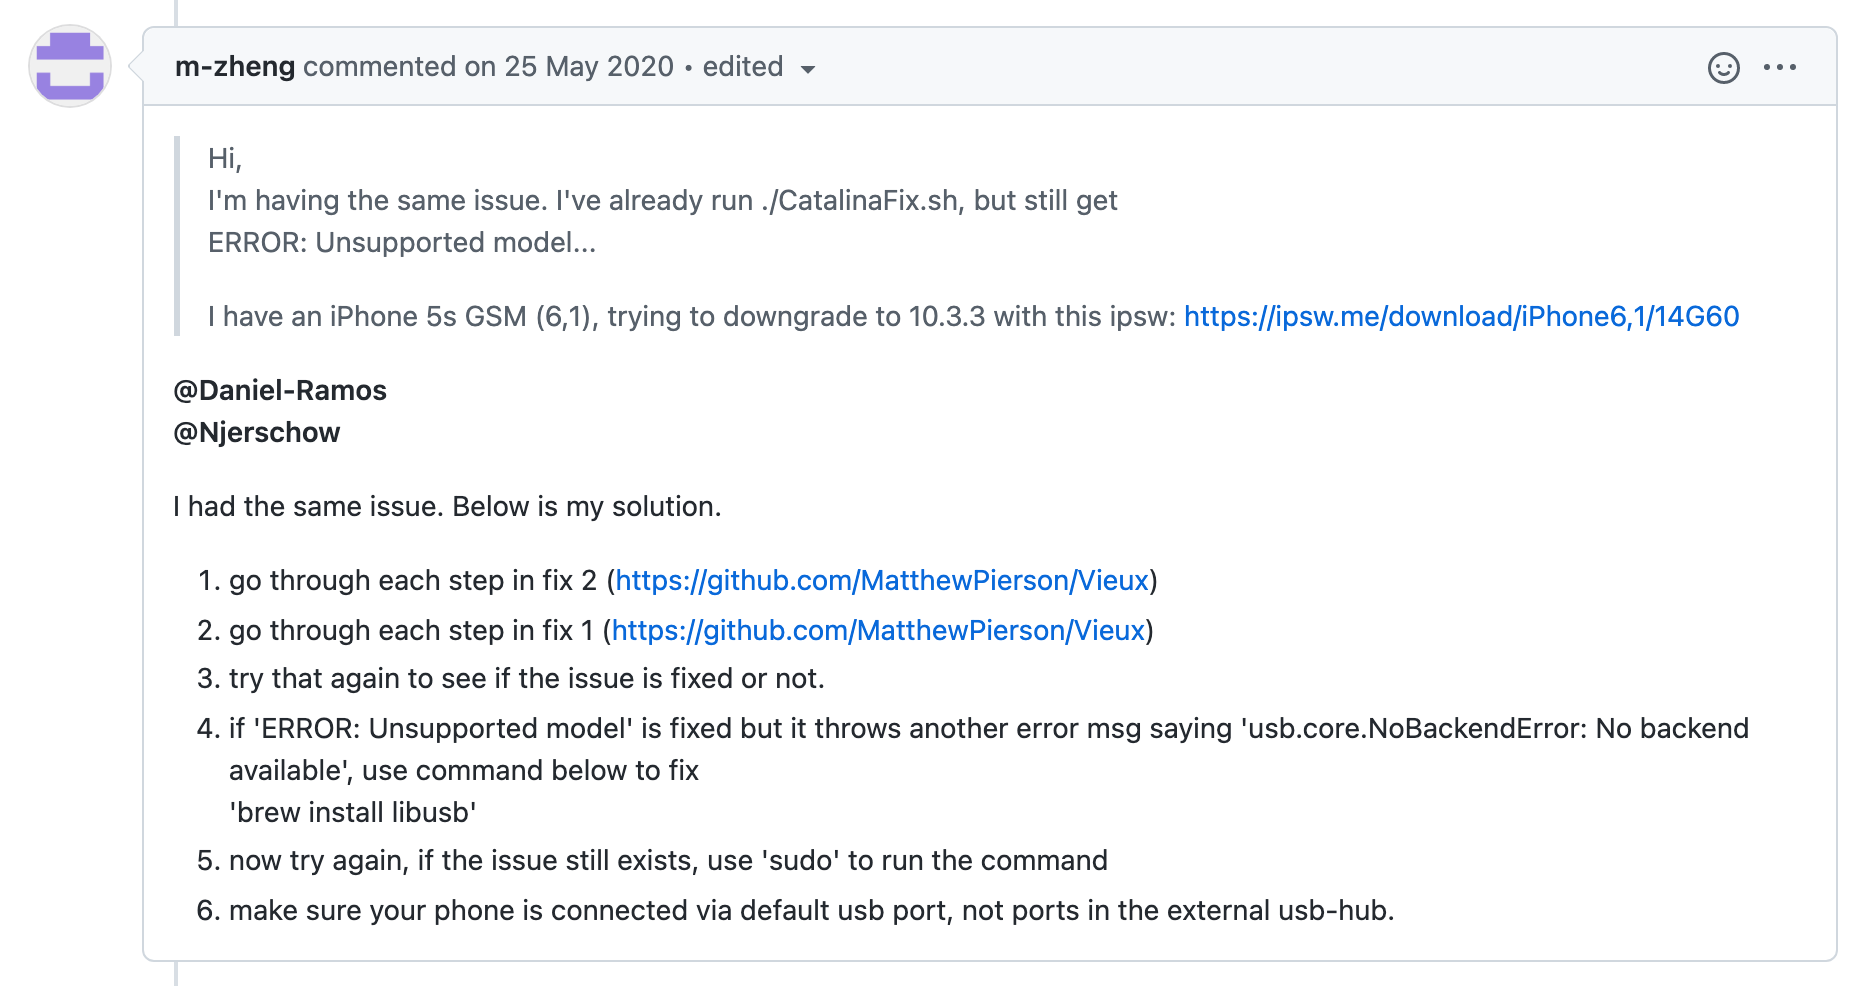 m-zheng commented on 25 May 2020 • edited
Hi,
I'm having the same issue. I've already run ./CatalinaFix.sh, but still get
ERROR: Unsupported model...
I have an iPhone 5s GSM (6,1), trying to downgrade to 10.3.3 with this ipsw: https://ipsw.me/download/iPhone6,1/14G60
@Daniel-Ramos
@Njerschow
I had the same issue. Below is my solution.
1. go through each step in fix 2 (https://github.com/MatthewPierson/Vieux)
2. go through each step in fix 1 (https://github.com/MatthewPierson/Vieux)
3. try that again to see if the issue is fixed or not.
4. if 'ERROR: Unsupported model' is fixed but it throws another error msg saying 'usb.core.NoBackendError: No backend
available', use command below to fix
'brew install libusb'
5. now try again, if the issue still exists, use 'sudo' to run the command
6. make sure your phone is connected via default usb port, not ports in the external usb-hub.